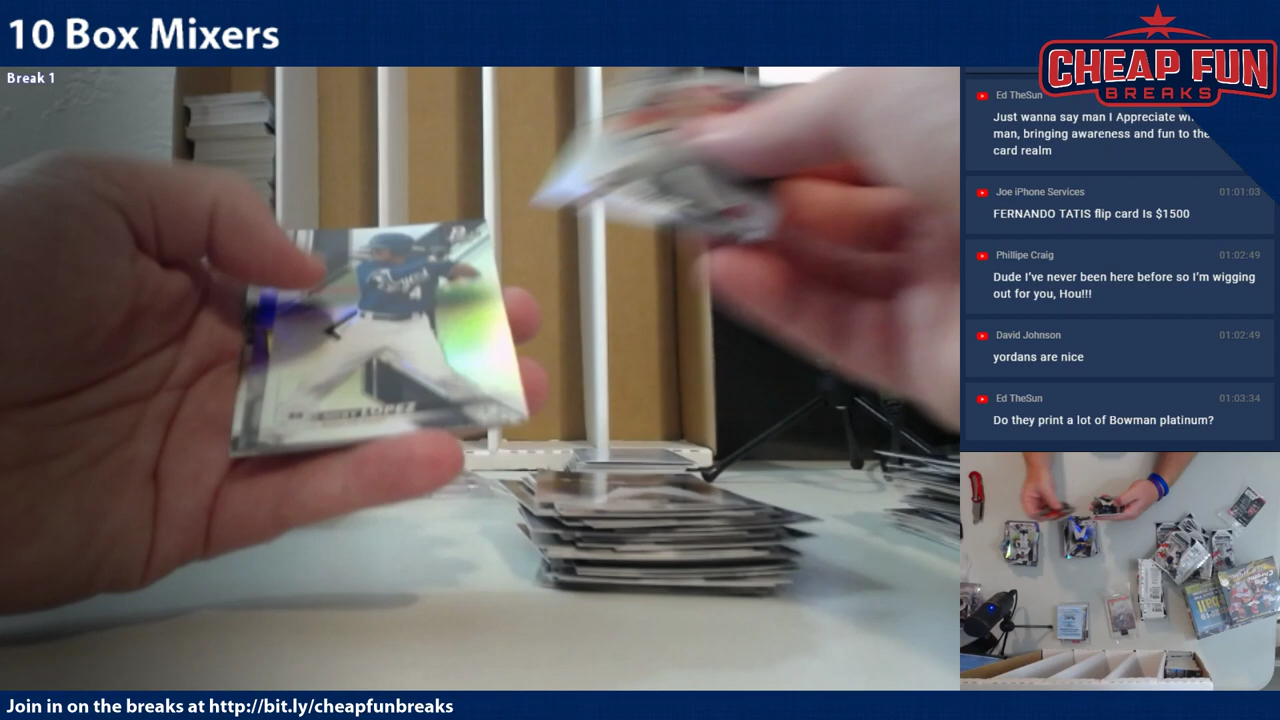 10 Box Mixers
CHEAP FUN
BREAKS
Break 1
Ed TheSun
Just wanna say man I Appreciate
man, bringing awareness and fun to the
card realm
Joe iPhone Services 01:01:03
FERNANDO TATIS flip card Is $1500
Phillipe Craig 01:02:49
Dude I've never been here before so I'm wigging
out for you, Hou!!!
David Johnson 01:02:49
yordans are nice
Ed TheSun 01:03:34
Do they print a lot of Bowman platinum?
4
LOPEZ
Join in on the breaks at http://bit.ly/cheapfunbreaks